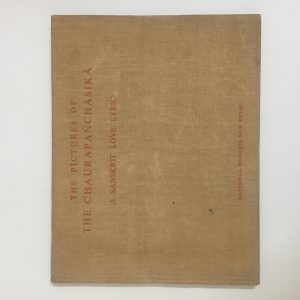 THE PICTURES OF
THE CHAURAPANCHĀSIKĀ
A SANSKRIT LOVE LYRIC
NATIONAL MUSEUM, NEW DELHI